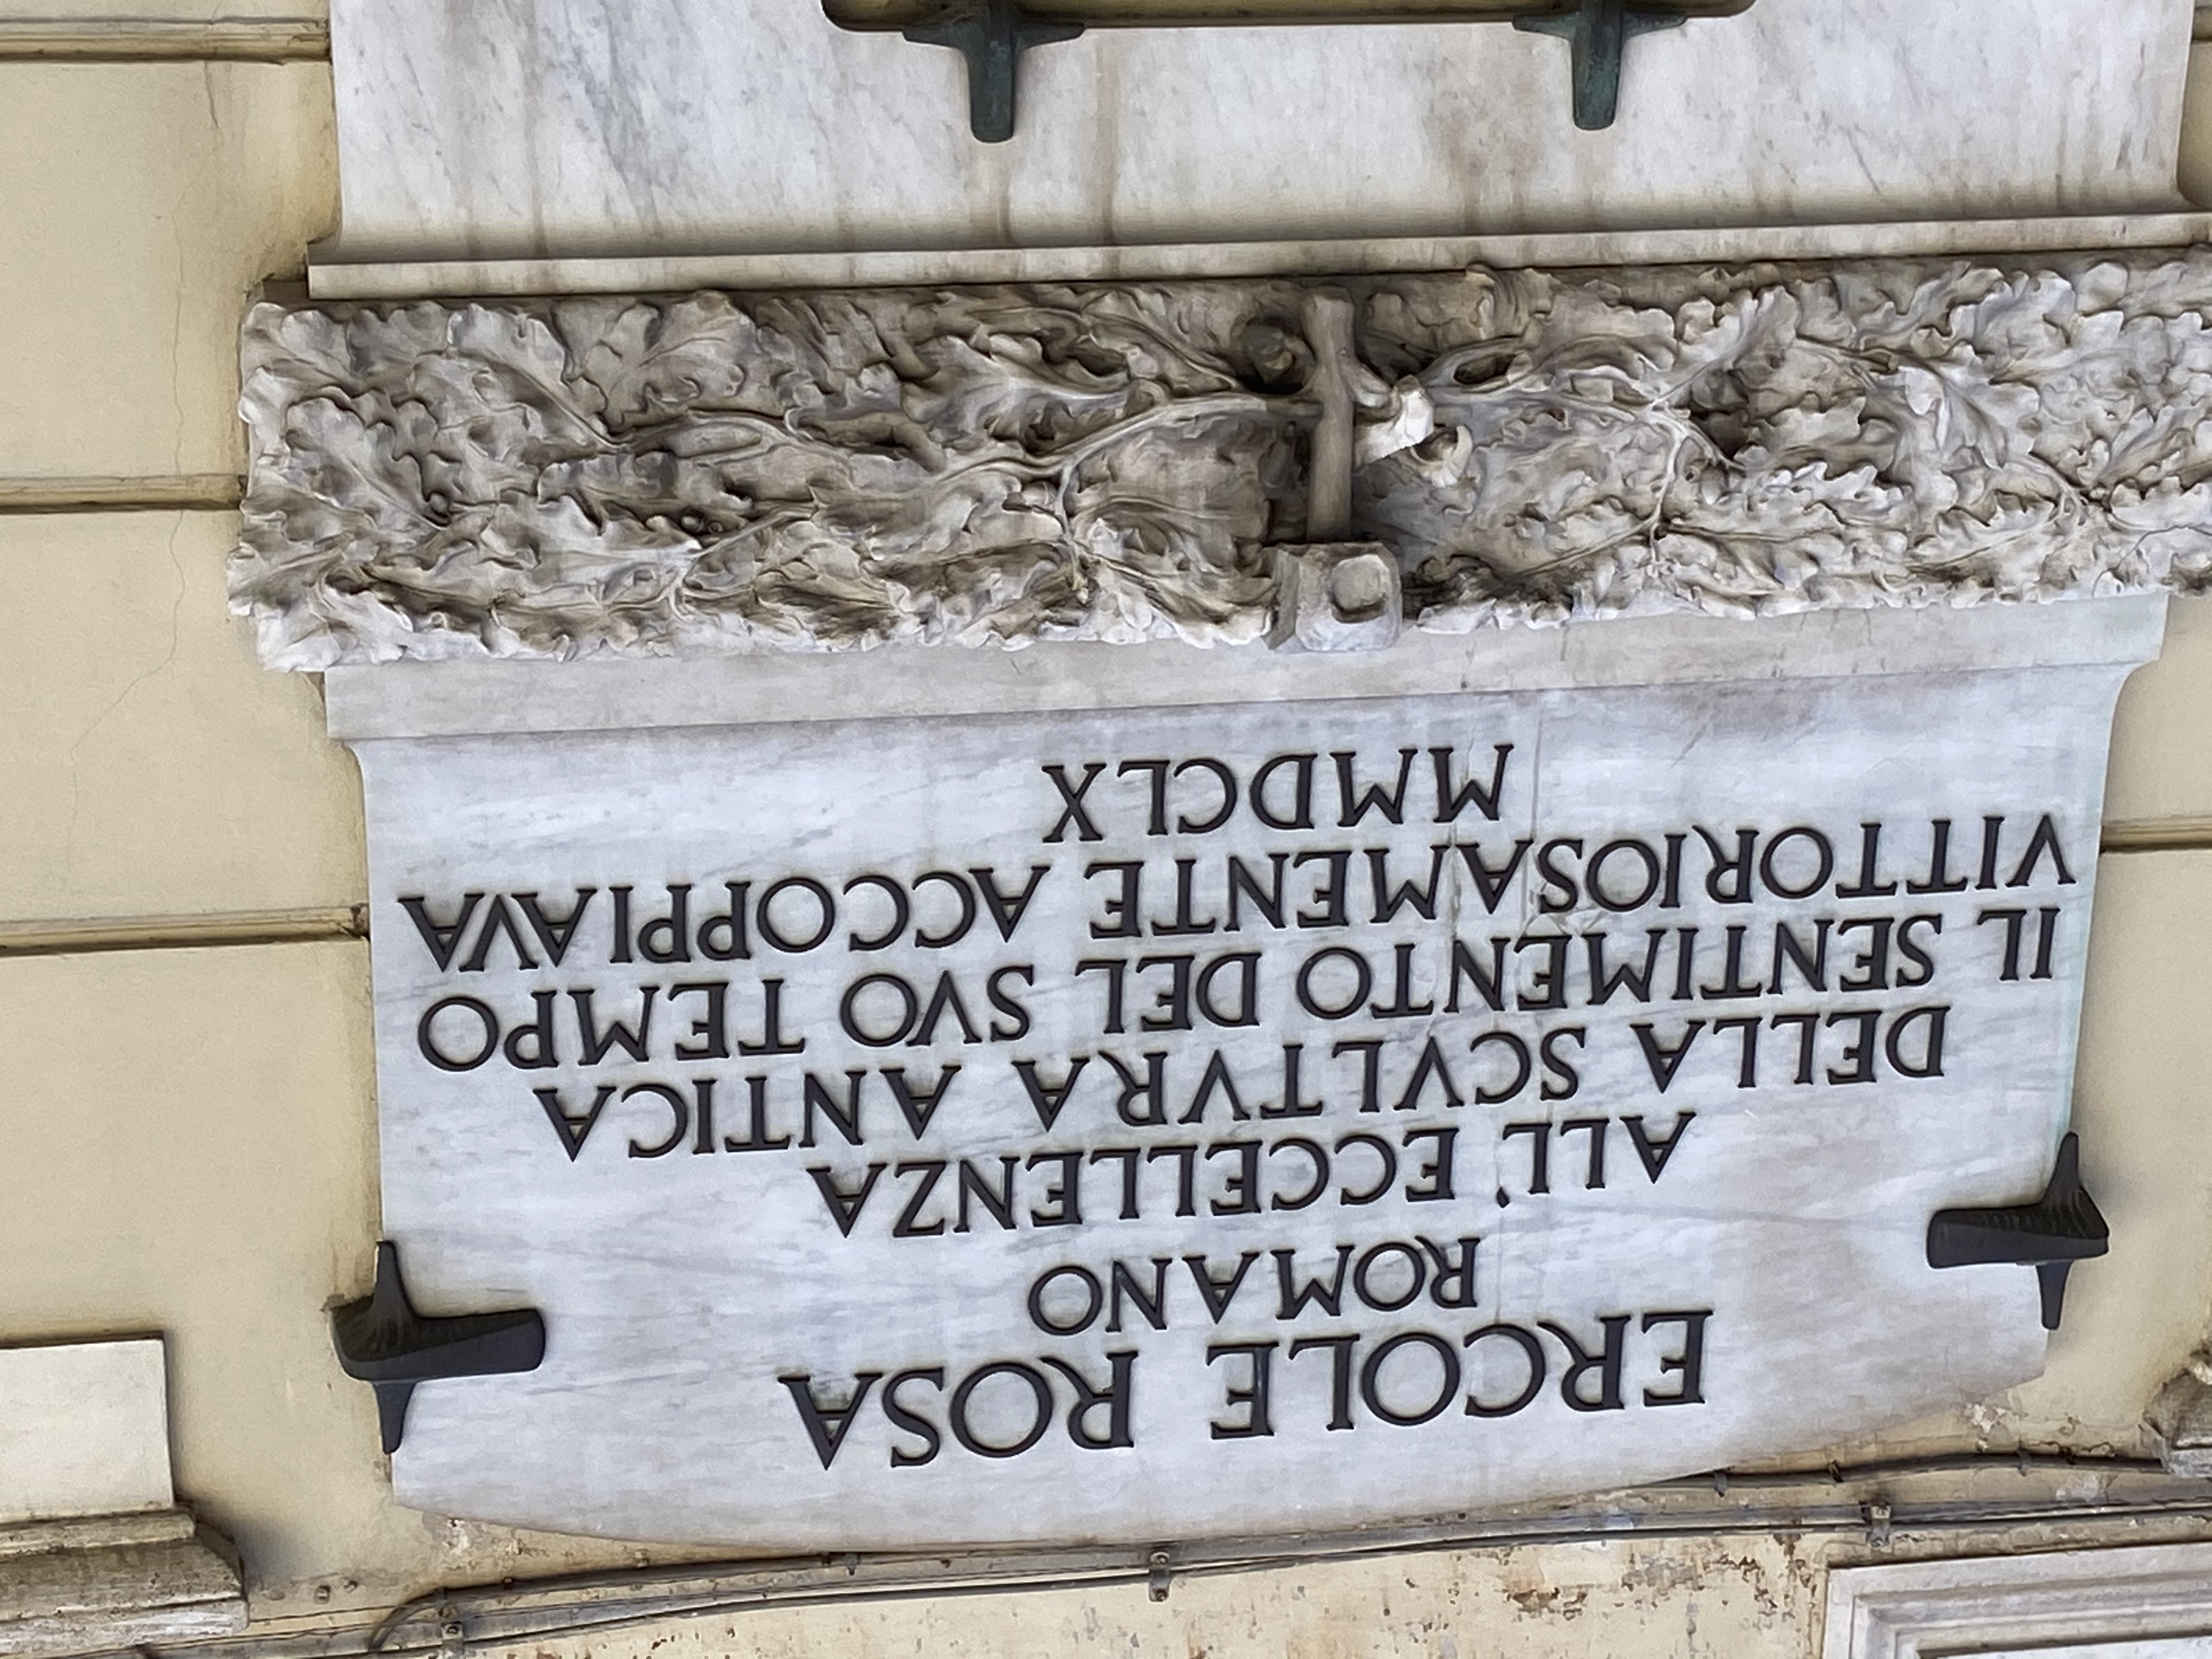 ERCOLE ROSA
ROMANO
ALL'ECCELLENZA
DELLA SCVLTVRA ANTICA
IL SENTIMENTO DEL SVO TEMPO
VITTORIOSAMENTE ACCOPPIAVA
MMDCLX